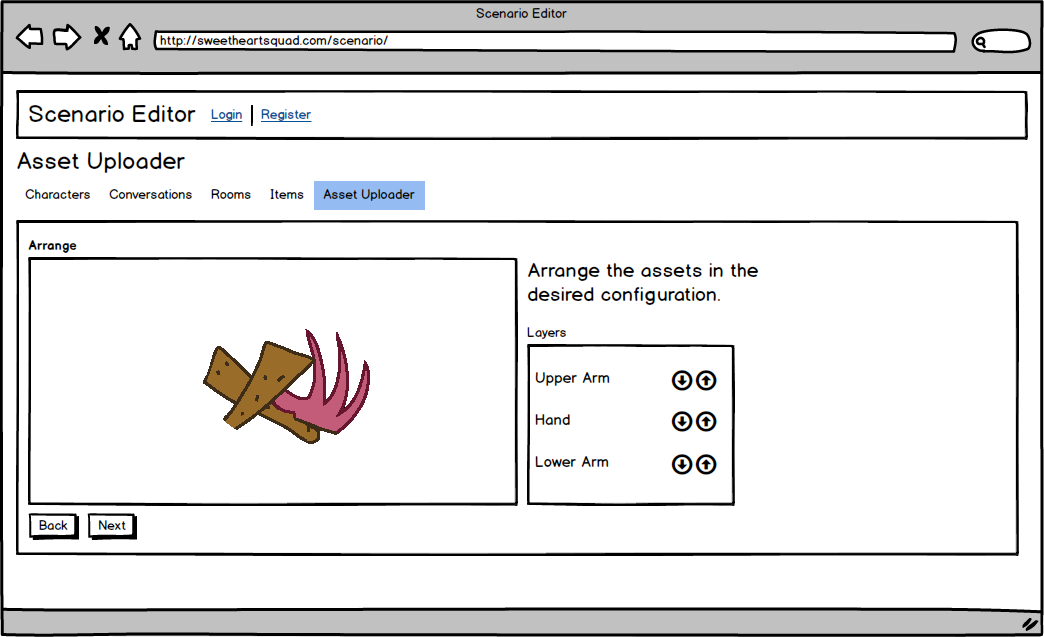 Scenario Editor
http://sweetheartsquad.com/scenario/
Scenario Editor Login Register
Asset Uploader
Characters Conversations Rooms Items Asset Uploader
Arrange
Arrange the assets in the
desired configuration.
Layers
Upper Arm
Hand
Lower Arm
Back Next